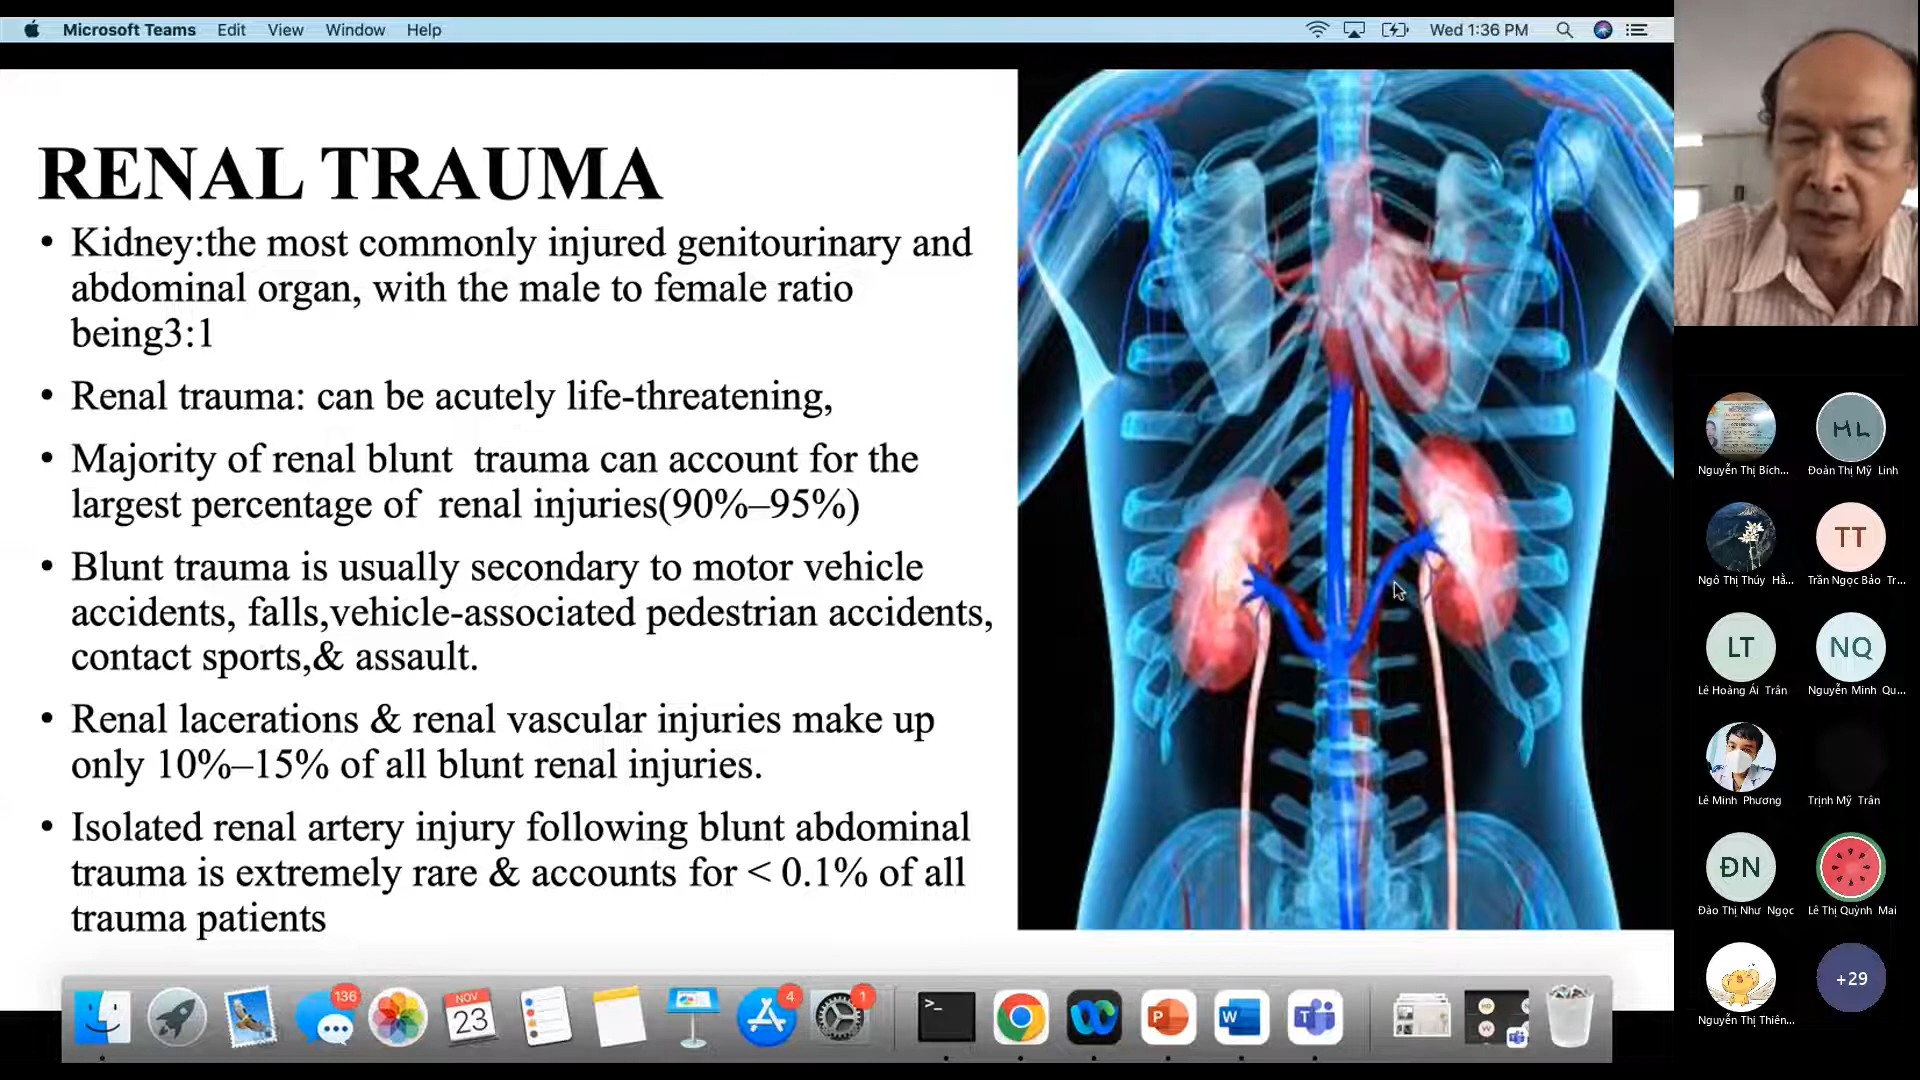 Microsoft Teams Edit View Window Help Wed 1:36 PM
RENAL TRAUMA
• Kidney:the most commonly injured genitourinary and
abdominal organ, with the male to female ratio
being3:1
• Renal trauma: can be acutely life-threatening,
• Majority of renal blunt trauma can account for the
largest percentage of renal injuries(90%–95%)
• Blunt trauma is usually secondary to motor vehicle
accidents, falls,vehicle-associated pedestrian accidents,
contact sports,& assault.
• Renal lacerations & renal vascular injuries make up
only 10%–15% of all blunt renal injuries.
• Isolated renal artery injury following blunt abdominal
trauma is extremely rare & accounts for < 0.1% of all
trauma patients
ML
Nguyễn Thị Bích... Đoàn Thị Mỹ Linh
TT
Ngô Thị Thúy Hằ... Trần Ngọc Bảo Tr...
LT NQ
Lê Hoàng Ái Trân Nguyễn Minh Qu...
Lê Minh Phương Trịnh Mỹ Trân
ĐN
Đào Thị Như Ngọc Lê Thị Quỳnh Mai
+29
Nguyễn Thị Thiên...
136
NOV
23
4
1
>_
P
W
T